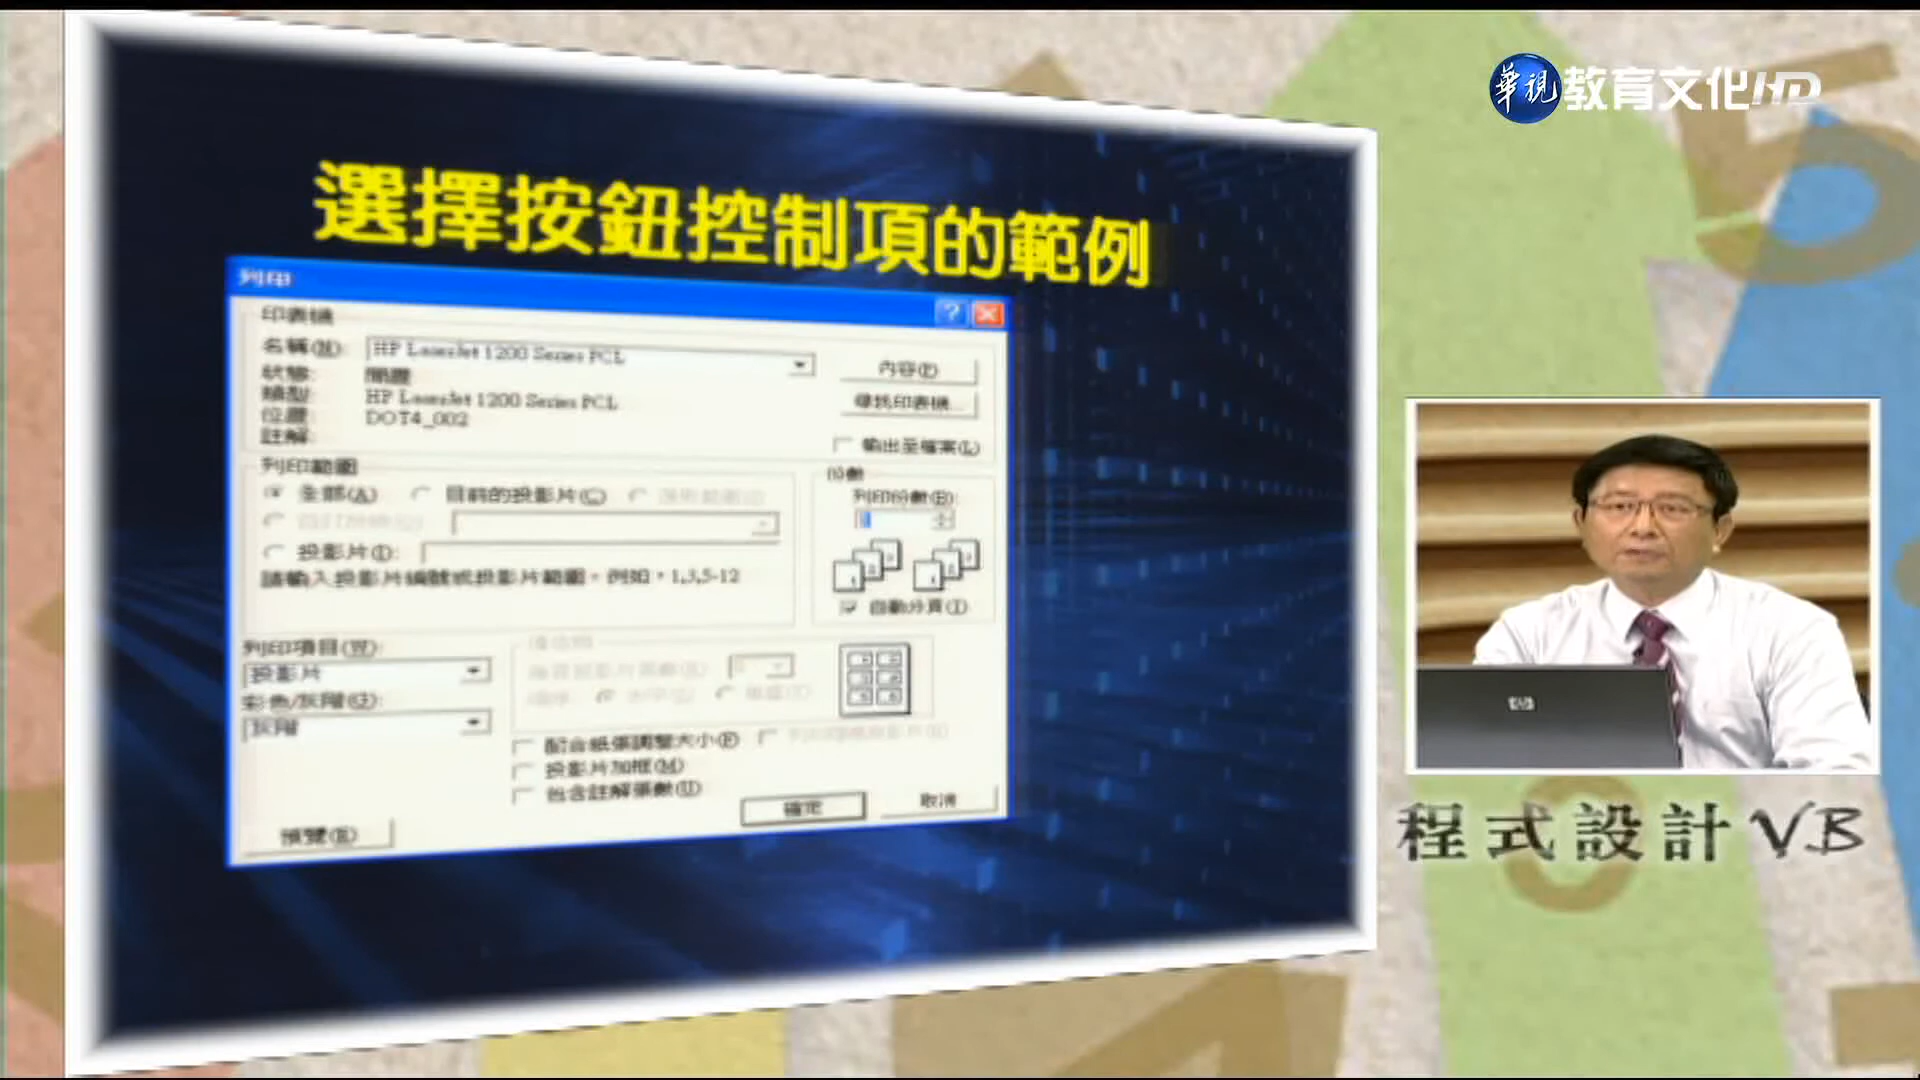 華視 教育文化HD
選擇按鈕控制項的範例
列印
印表機
名稱(N): HP LaserJet 1200 Series PCL
內容(P)
狀態: 閒置
類型: HP LaserJet 1200 Series PCL
尋找印表機...
位置: DOT4_002
註解:
輸出至檔案(L)
列印範圍
全部(A) 目前的投影片(C)
投影片(I):
請輸入投影片編號或投影片範圍。例如，1,3,5-12
份數
列印份數(B):
自動分頁(T)
列印項目(W):
投影片
彩色/灰階(G):
灰階
配合紙張調整大小(F)
投影片加框(M)
包含註解張數(U)
預覽(E)
確定
取消
hp
程式設計VB